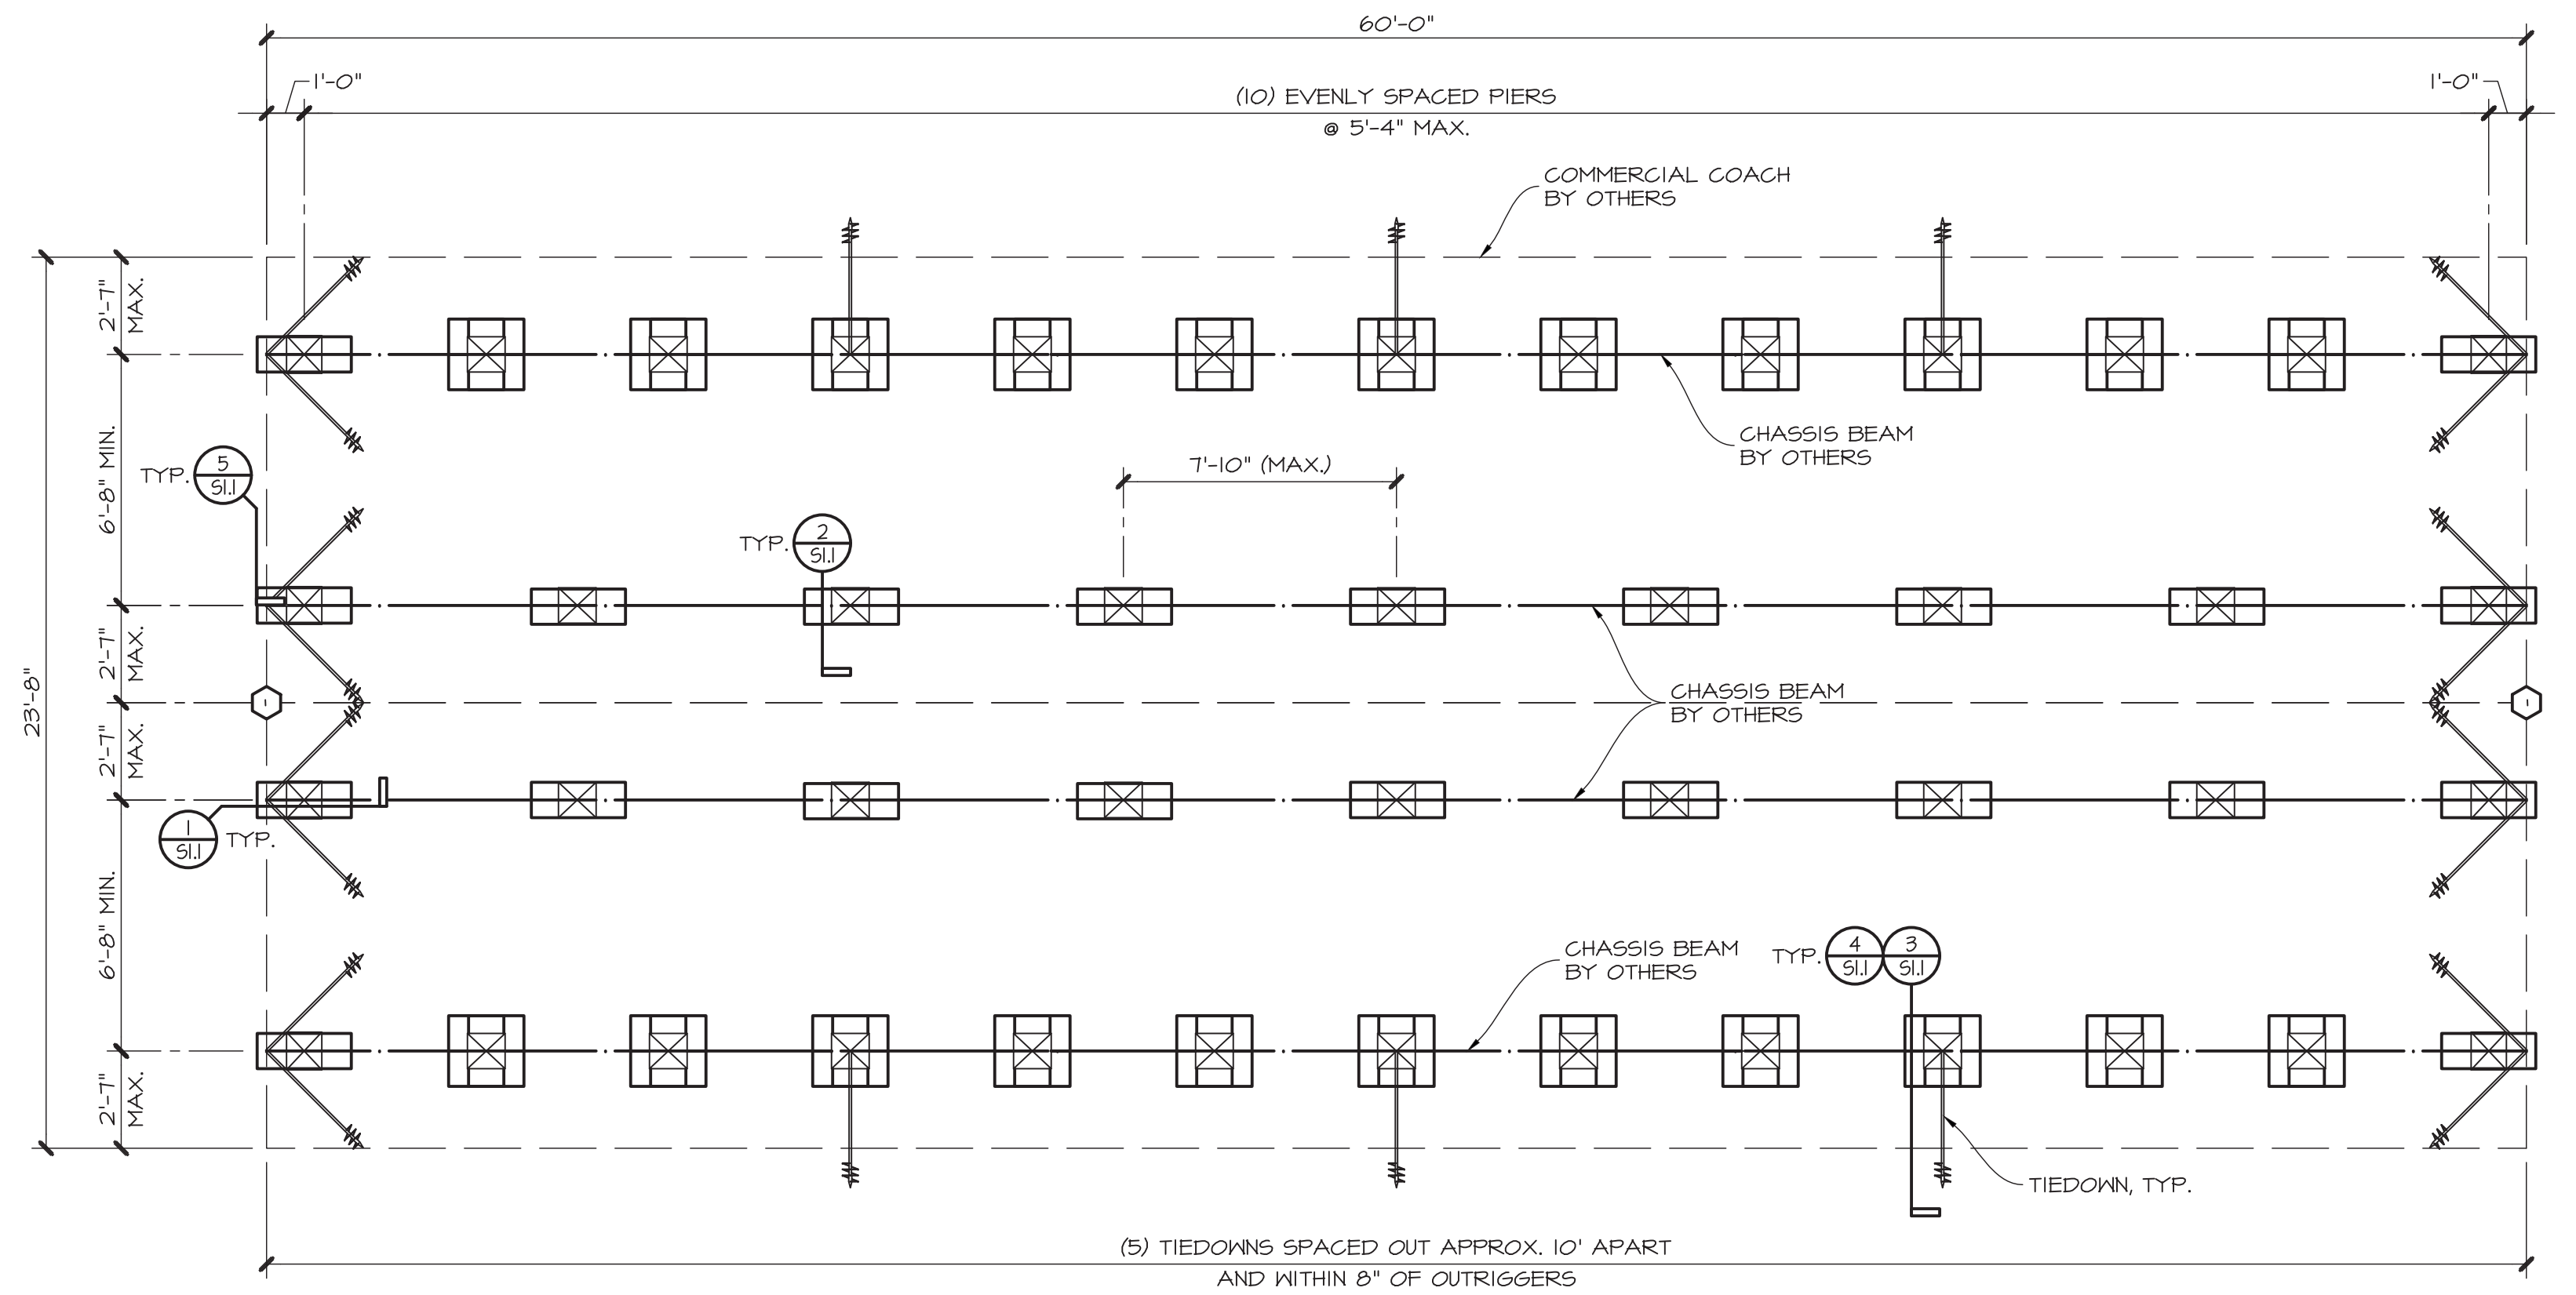 60'-0"
1'-0"
(10) EVENLY SPACED PIERS
@ 5'-4" MAX.
1'-0"
COMMERCIAL COACH
BY OTHERS
2'-7"
MAX.
CHASSIS BEAM
BY OTHERS
6'-8" MIN.
TYP.
5
S1.1
7'-10" (MAX.)
TYP.
2
S1.1
2'-7"
MAX.
23'-8"
CHASSIS BEAM
BY OTHERS
-
-
2'-7"
MAX.
1
S1.1
TYP.
6'-8" MIN.
CHASSIS BEAM
BY OTHERS
TYP.
4
S1.1
3
S1.1
2'-7"
MAX.
TIEDOWN, TYP.
(5) TIEDOWNS SPACED OUT APPROX. 10' APART
AND WITHIN 8" OF OUTRIGGERS